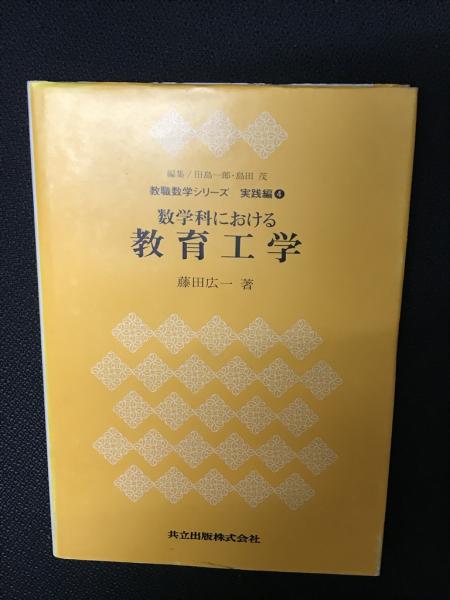 編集/田島一郎・島田 茂
教職数学シリーズ 実践編4
数学科における
教育工学
藤田広一 著
共立出版株式会社